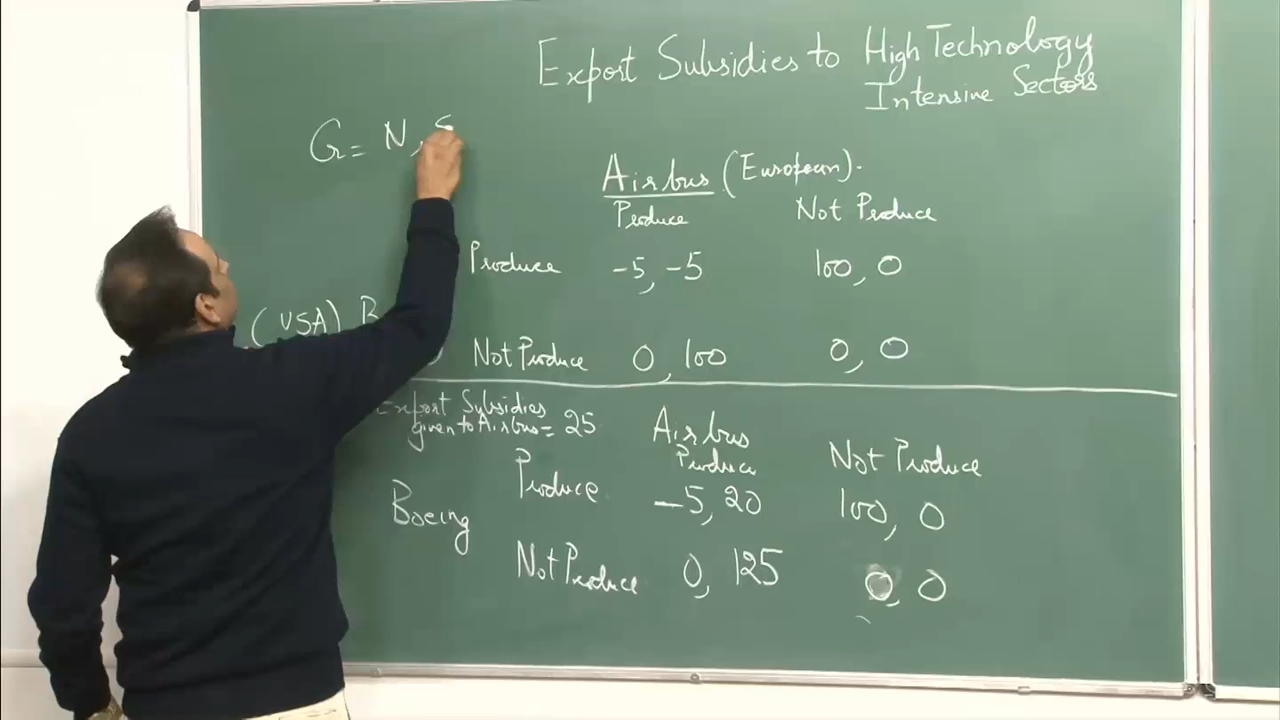 Export Subsidies to High Technology
Intensive Sectors
G = N, S
Airbus (European).
Produce Not Produce
Produce -5, -5 100, 0
(USA) B
Not Produce 0, 100 0, 0
Export Subsidies
given to Airbus = 25
Airbus
Produce Not Produce
Produce -5, 20 100, 0
Boeing
Not Produce 0, 125 0, 0